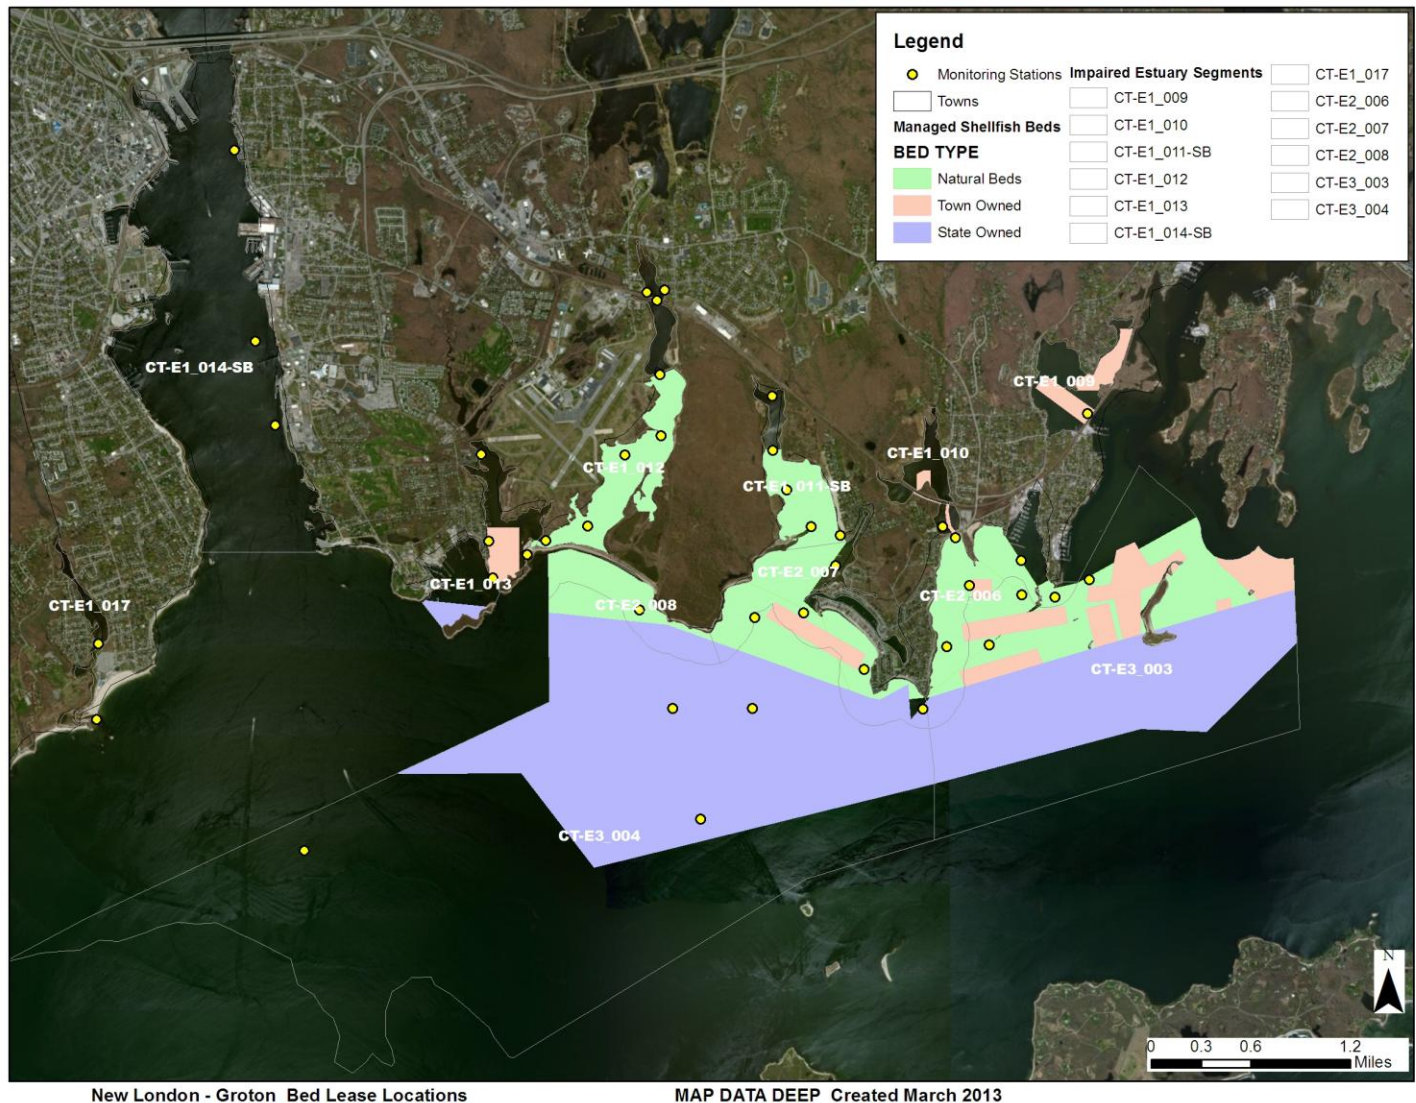 Legend
Monitoring Stations
Towns
Managed Shellfish Beds
BED TYPE
Natural Beds
Town Owned
State Owned
Impaired Estuary Segments
CT-E1_009
CT-E1_010
CT-E1_011-SB
CT-E1_012
CT-E1_013
CT-E1_014-SB
CT-E1_017
CT-E2_006
CT-E2_007
CT-E2_008
CT-E3_003
CT-E3_004
CT-E1_014-SB
CT-E1_009
CT-E1_010
CT-E1_012
CT-E1_011-SB
CT-E2_007
CT-E1_013
CT-E2_006
CT-E1_017
CT-E2_008
CT-E3_003
CT-E3_004
N
0 0.3 0.6 1.2
Miles
New London - Groton Bed Lease Locations
MAP DATA DEEP Created March 2013